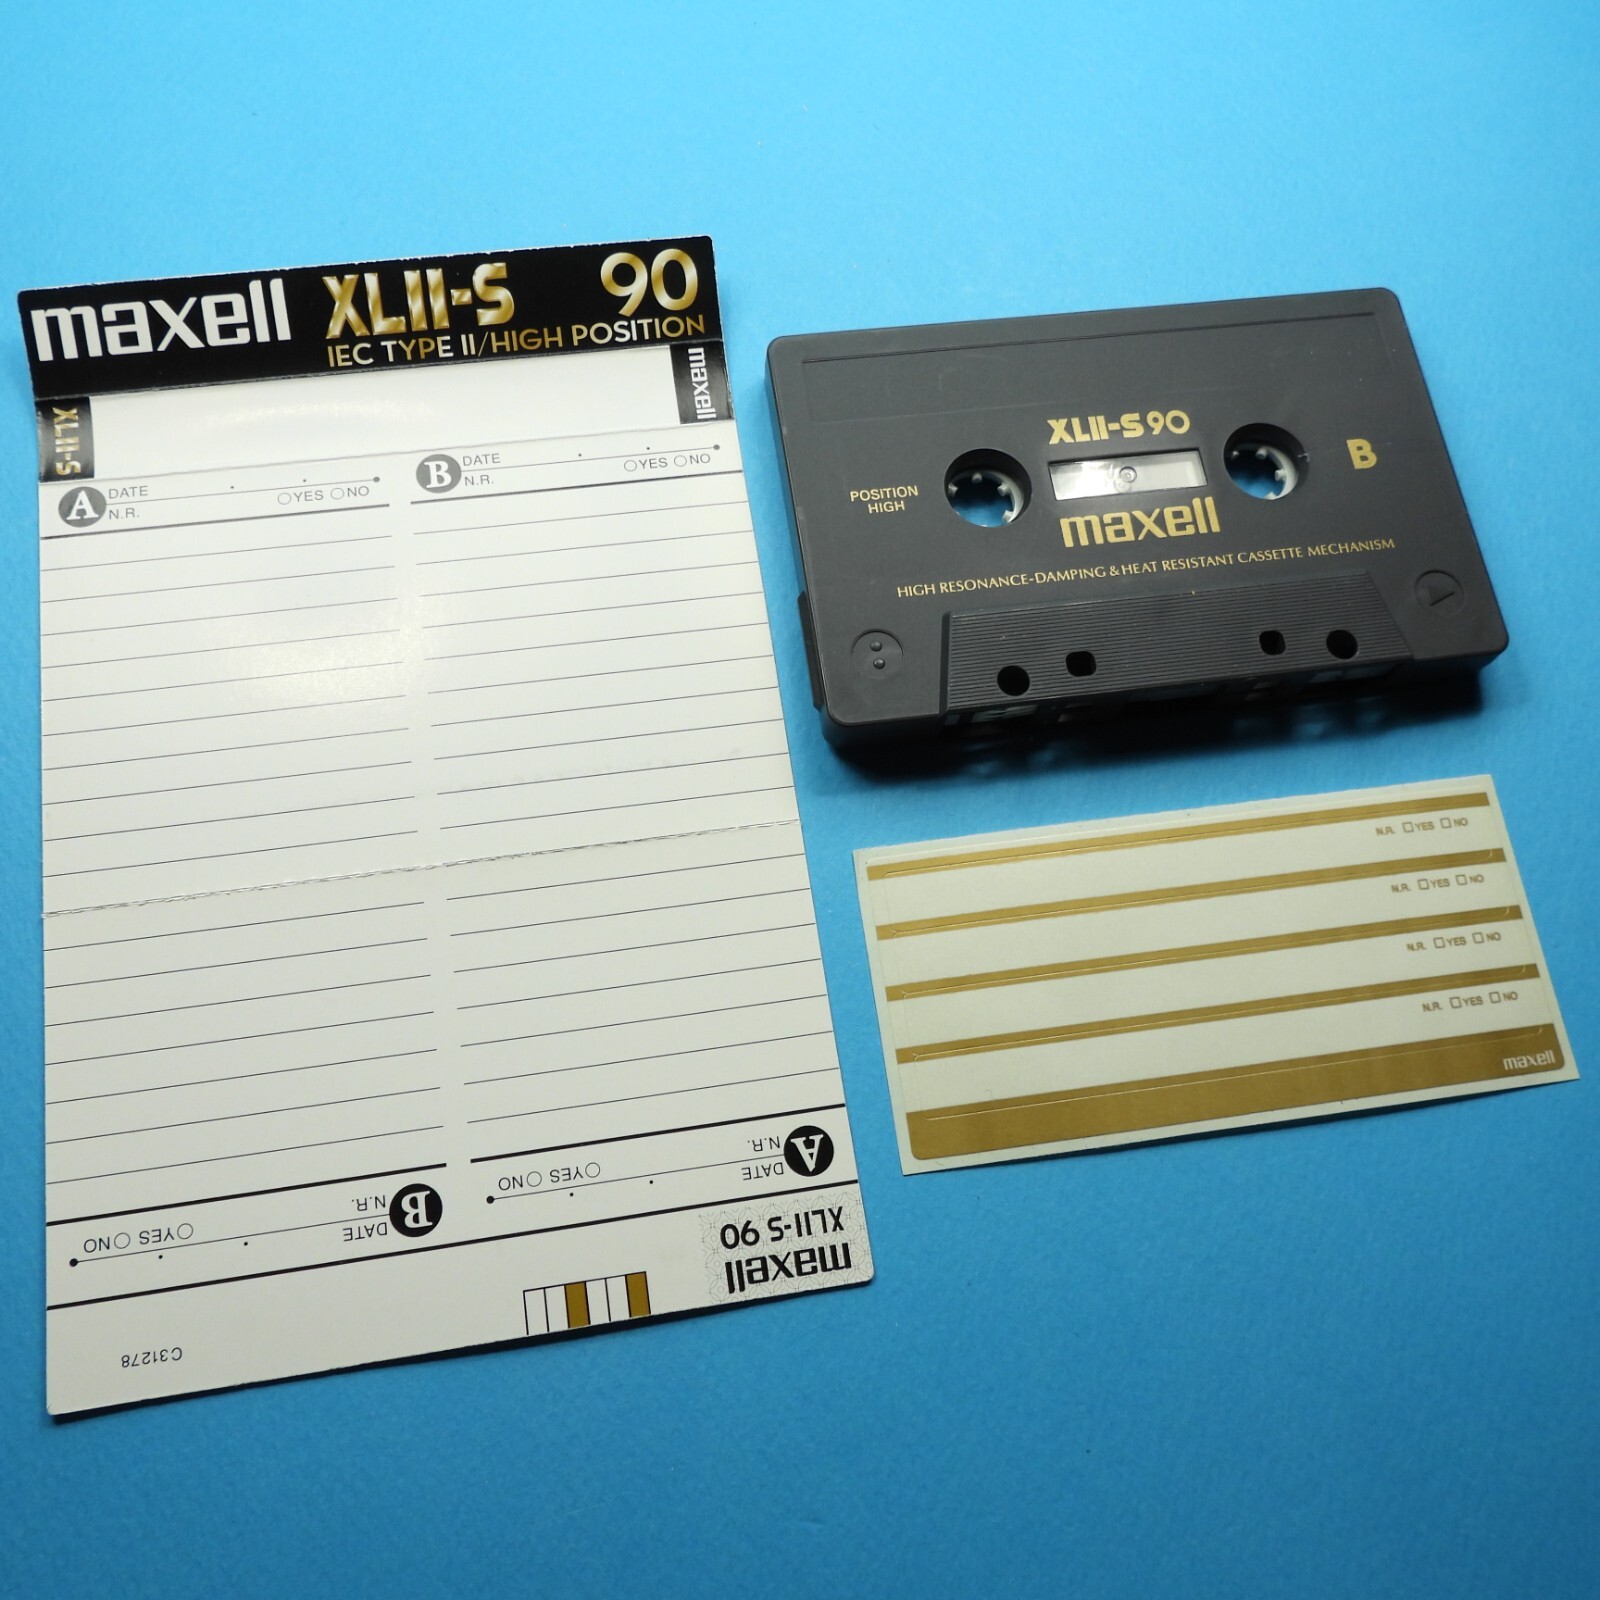 maxell XLII-S 90
IEC TYPE II/HIGH POSITION
XLII-S
maxell
A DATE
N.R. YES NO
B DATE
N.R. YES NO
A DATE
N.R. YES NO
B DATE
N.R. YES NO
maxell
XLII-S 90
C31278
XLII-S 90
B
POSITION
HIGH
maxell
HIGH RESONANCE-DAMPING & HEAT RESISTANT CASSETTE MECHANISM
N.R. YES NO
N.R. YES NO
N.R. YES NO
N.R. YES NO
maxell